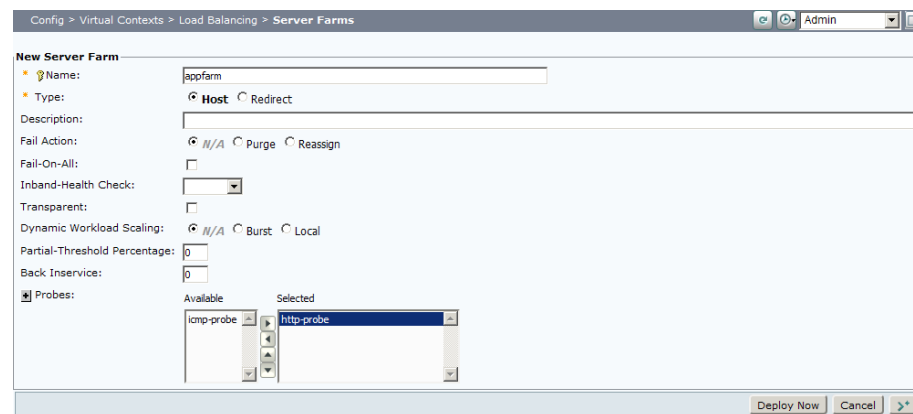 Config > Virtual Contexts > Load Balancing > Server Farms Admin
New Server Farm
* Name: appfarm
* Type: Host Redirect
Description:
Fail Action: N/A Purge Reassign
Fail-On-All:
Inband-Health Check:
Transparent:
Dynamic Workload Scaling: N/A Burst Local
Partial-Threshold Percentage: 0
Back Inservice: 0
Probes: Available Selected
icmp-probe http-probe
Deploy Now Cancel